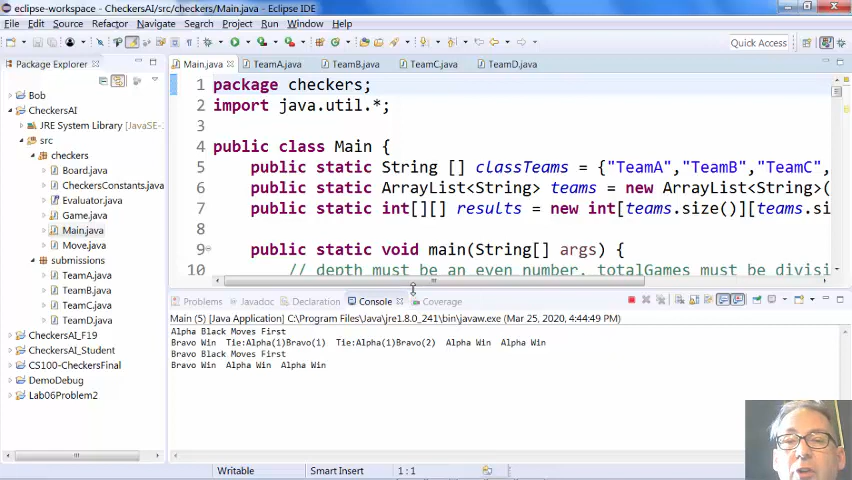 eclipse-workspace - CheckersAI/src/checkers/Main.java - Eclipse IDE
File Edit Source Refactor Navigate Search Project Run Window Help
Quick Access
Package Explorer
Main.java TeamA.java TeamB.java TeamC.java TeamD.java
Bob
CheckersAI
JRE System Library [JavaSE-
src
checkers
Board.java
CheckersConstants.java
Evaluator.java
Game.java
Main.java
Move.java
submissions
TeamA.java
TeamB.java
TeamC.java
TeamD.java
CheckersAI_F19
CheckersAI_Student
CS100-CheckersFinal
DemoDebug
Lab06Problem2
1 package checkers;
2 import java.util.*;
3
4 public class Main {
5 public static String [] classTeams = {"TeamA","TeamB","TeamC",
6 public static ArrayList<String> teams = new ArrayList<String>(
7 public static int[][] results = new int[teams.size()][teams.si
8
9 public static void main(String[] args) {
10 // depth must be an even number. totalGames must be divisi
Problems Javadoc Declaration Console Coverage
Main (5) [Java Application] C:\Program Files\Java\jre1.8.0_241\bin\javaw.exe (Mar 25, 2020, 4:44:49 PM)
Alpha Black Moves First
Bravo Win Tie:Alpha(1)Bravo(1) Tie:Alpha(1)Bravo(2) Alpha Win Alpha Win
Bravo Black Moves First
Bravo Win Alpha Win Alpha Win
Writable Smart Insert 1 : 1